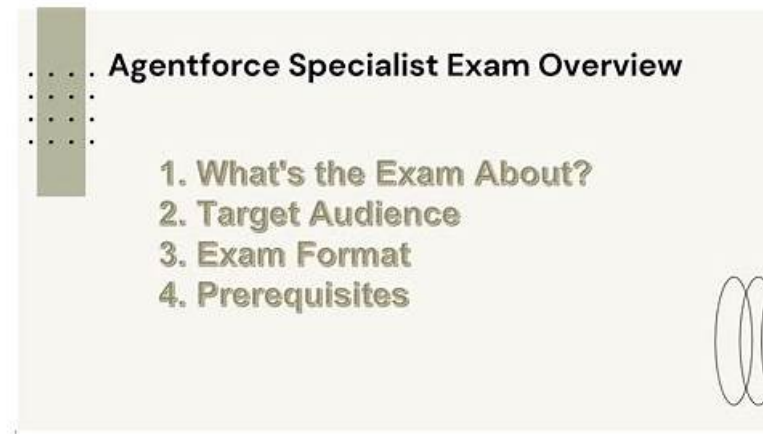 Agentforce Specialist Exam Overview
1. What's the Exam About?
2. Target Audience
3. Exam Format
4. Prerequisites